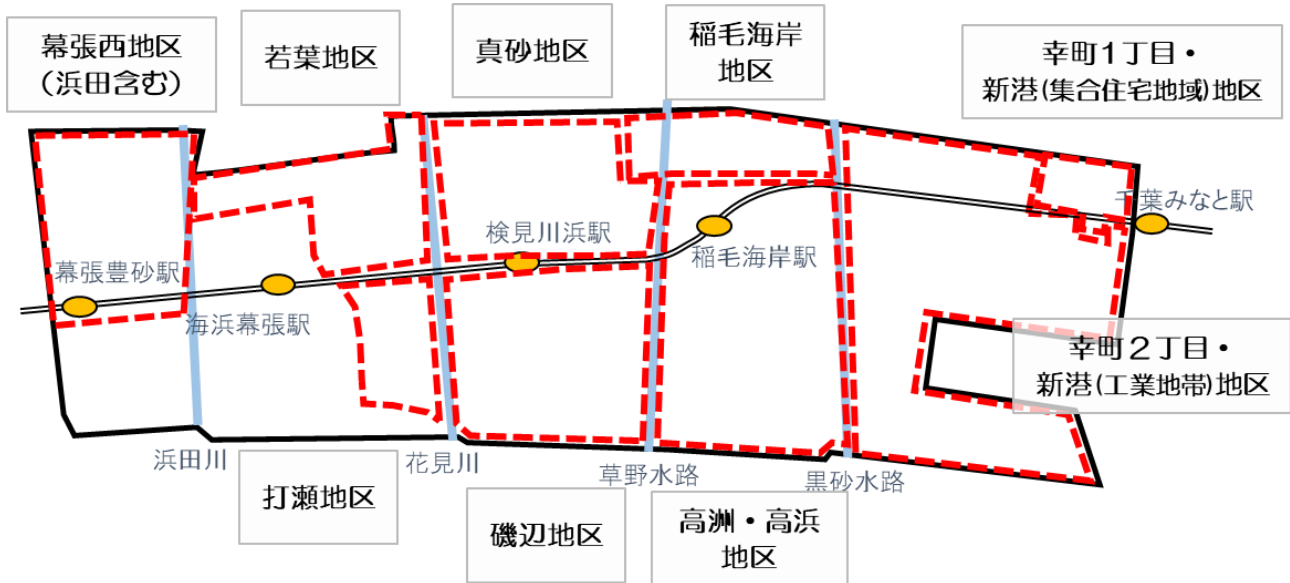 幕張西地区
（浜田含む）
若葉地区
真砂地区
稲毛海岸
地区
幸町１丁目・
新港(集合住宅地域)地区
千葉みなと駅
検見川浜駅
稲毛海岸駅
幕張豊砂駅
海浜幕張駅
幸町２丁目・
新港(工業地帯)地区
浜田川
花見川
草野水路
黒砂水路
打瀬地区
磯辺地区
高洲・高浜
地区